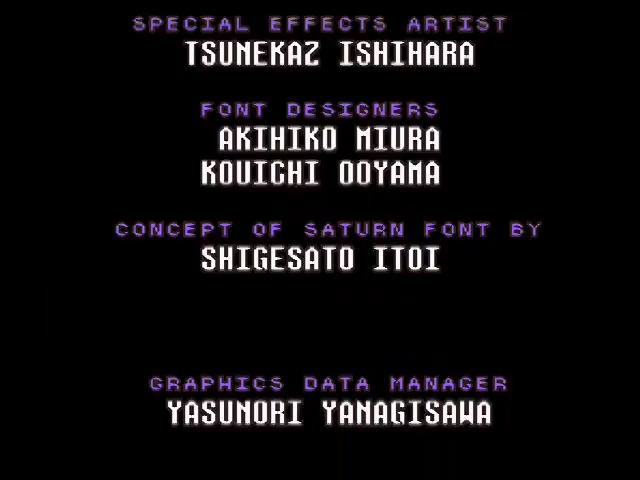 SPECIAL EFFECTS ARTIST
TSUNEKAZ ISHIHARA
FONT DESIGNERS
AKIHIKO MIURA
KOUICHI OOYAMA
CONCEPT OF SATURN FONT BY
SHIGESATO ITOI
GRAPHICS DATA MANAGER
YASUNORI YANAGISAWA